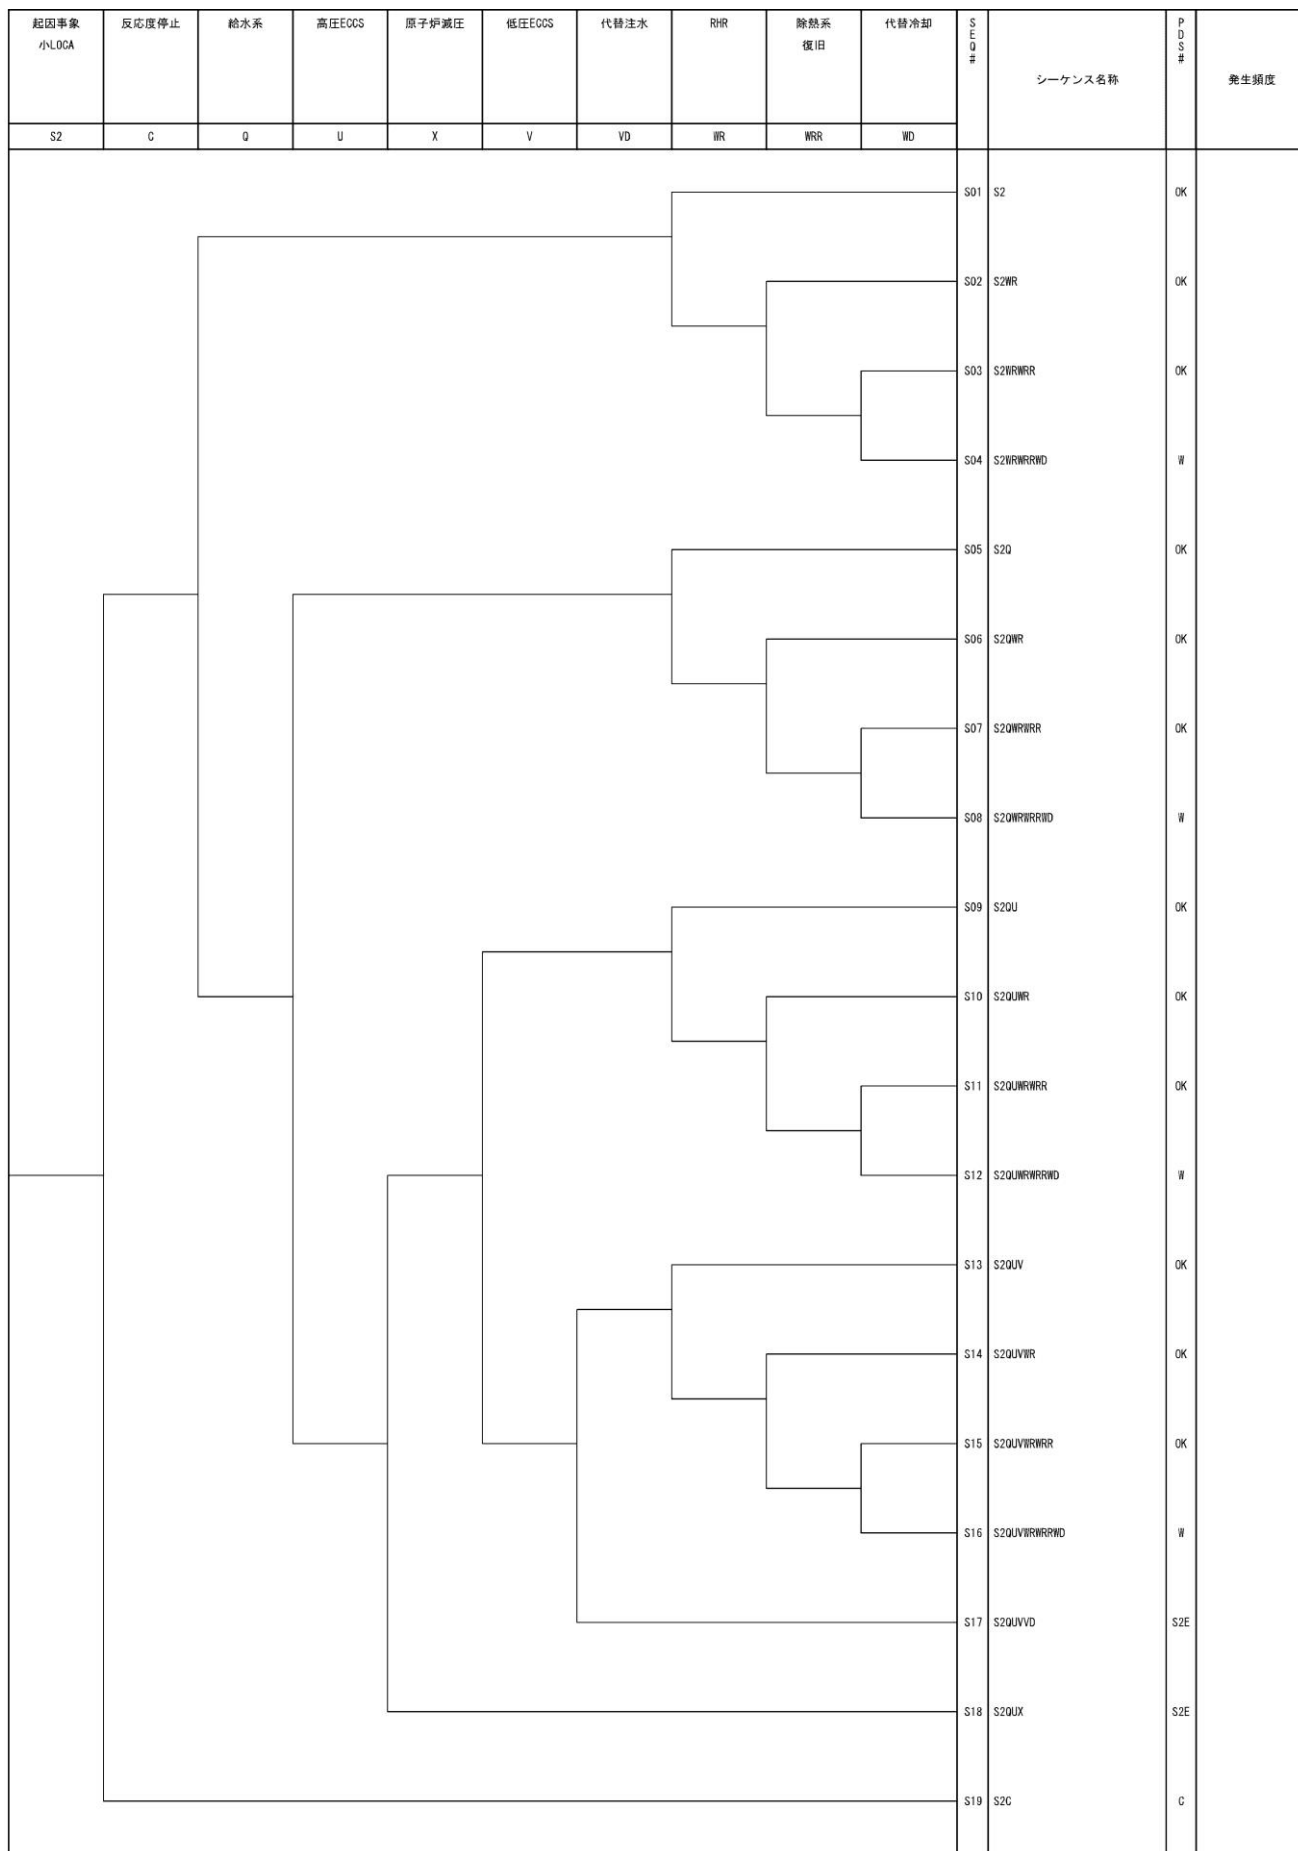 起因事象 反応度停止 給水系 高圧ECCS 原子炉減圧 低圧ECCS 代替注水 RHR 除熱系 代替冷却 SEQ# シーケンス名称 PDS# 発生頻度
小LOCA 復旧
S2 C Q U X V VD WR WRR WD
S01 S2 OK
S02 S2WR OK
S03 S2WRWRR OK
S04 S2WRWRRWD W
S05 S2Q OK
S06 S2QWR OK
S07 S2QWRWRR OK
S08 S2QWRWRRWD W
S09 S2QU OK
S10 S2QUWR OK
S11 S2QUWRWRR OK
S12 S2QUWRWRRWD W
S13 S2QUV OK
S14 S2QUVWR OK
S15 S2QUVWRWRR OK
S16 S2QUVWRWRRWD W
S17 S2QUVVD S2E
S18 S2QUX S2E
S19 S2C C